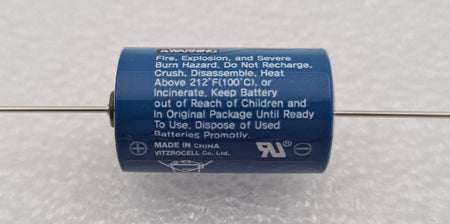 ⚠WARNING
Fire, Explosion, and Severe
Burn Hazard. Do Not Recharge,
Crush, Disassemble, Heat
Above 212°F(100°C), or
Incinerate. Keep Battery
out of Reach of Children and
In Original Package Until Ready
To Use. Dispose of Used
Batteries Promptly.
MADE IN CHINA
VITZROCELL Co., Ltd.